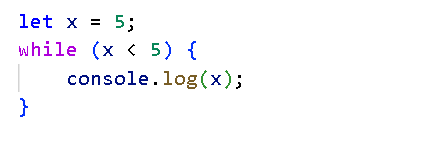 let x = 5;
while (x < 5) {
    console.log(x);
}